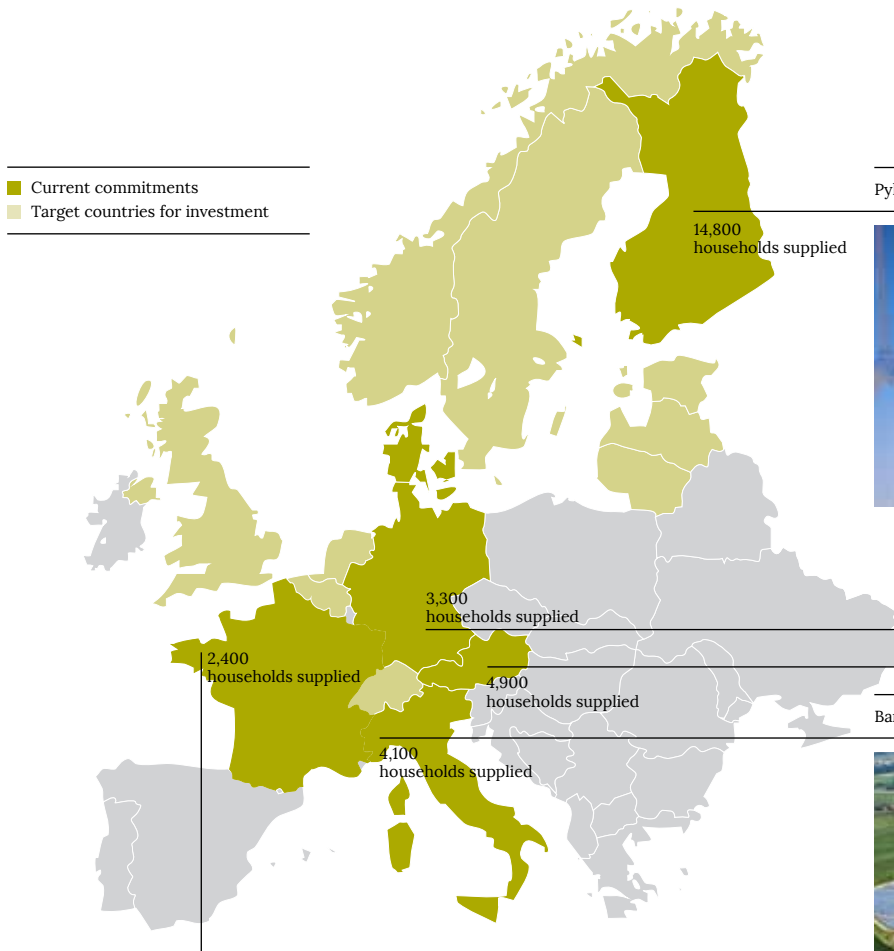 Current commitments
Target countries for investment
14,800
households supplied
3,300
households supplied
2,400
households supplied
4,900
households supplied
4,100
households supplied